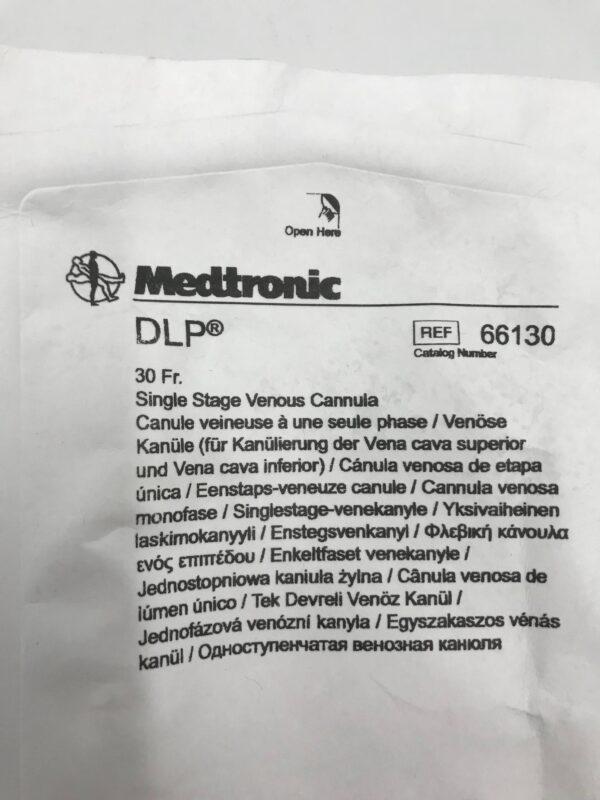 Open Here
Medtronic
DLP®
REF 66130
Catalog Number
30 Fr.
Single Stage Venous Cannula
Canule veineuse à une seule phase / Venöse
Kanüle (für Kanülierung der Vena cava superior
und Vena cava inferior) / Cánula venosa de etapa
única / Eenstaps-veneuze canule / Cannula venosa
monofase / Singlestage-venekanyle / Yksivaiheinen
laskimokanyyli / Enstegsvenkanyl / Φλεβική κάνουλα
ενός επιπέδου / Enkeltfaset venekanyle /
Jednostopniowa kaniula żylna / Cânula venosa de
lúmen único / Tek Devreli Venöz Kanül /
Jednofázová venózní kanyla / Egyszakaszos vénás
kanül / Одноступенчатая венозная канюля